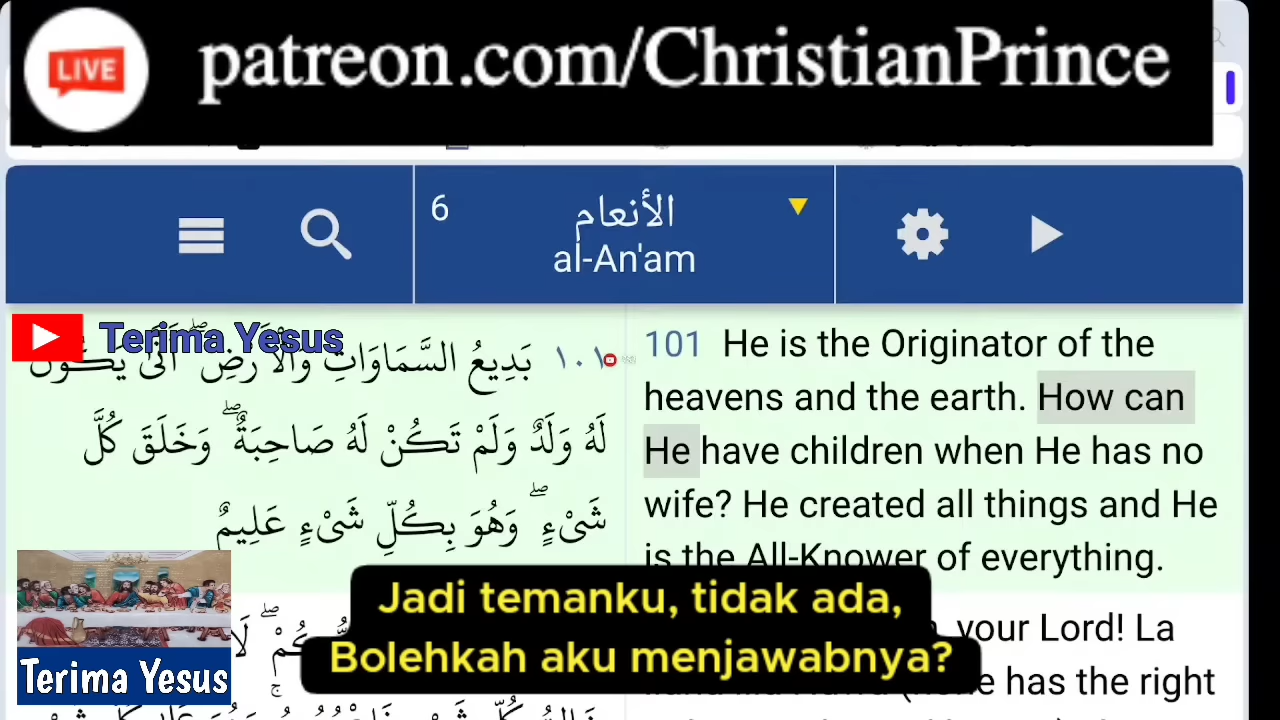 LIVE
patreon.com/ChristianPrince
6
الأنعام
al-An'am
Terima Yesus
١٠١ بَدِيعُ السَّمَاوَاتِ وَالْأَرْضِ ۖ أَنَّىٰ يَكُونُ
لَهُ وَلَدٌ وَلَمْ تَكُنْ لَهُ صَاحِبَةٌ ۖ وَخَلَقَ كُلَّ
شَيْءٍ ۖ وَهُوَ بِكُلِّ شَيْءٍ عَلِيمٌ
101 He is the Originator of the
heavens and the earth. How can
He have children when He has no
wife? He created all things and He
is the All-Knower of everything.
your Lord! La
has the right
Jadi temanku, tidak ada,
Bolehkah aku menjawabnya?
Terima Yesus